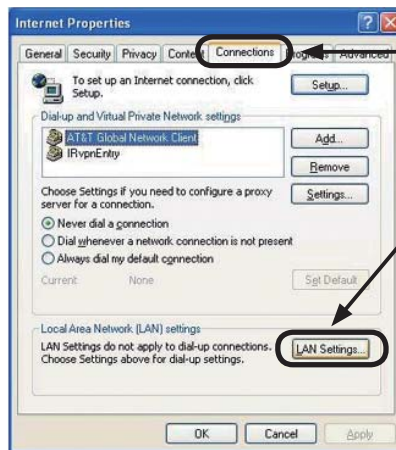 Internet Properties
General Security Privacy Content Connections Programs Advanced
To set up an Internet connection, click
Setup.
Setup...
Dial-up and Virtual Private Network settings
AT&T Global Network Client
IRvpnEntry
Add...
Remove
Choose Settings if you need to configure a proxy
server for a connection.
Settings...
Never dial a connection
Dial whenever a network connection is not present
Always dial my default connection
Current None
Set Default
Local Area Network (LAN) settings
LAN Settings do not apply to dial-up connections.
Choose Settings above for dial-up settings.
LAN Settings...
OK Cancel Apply